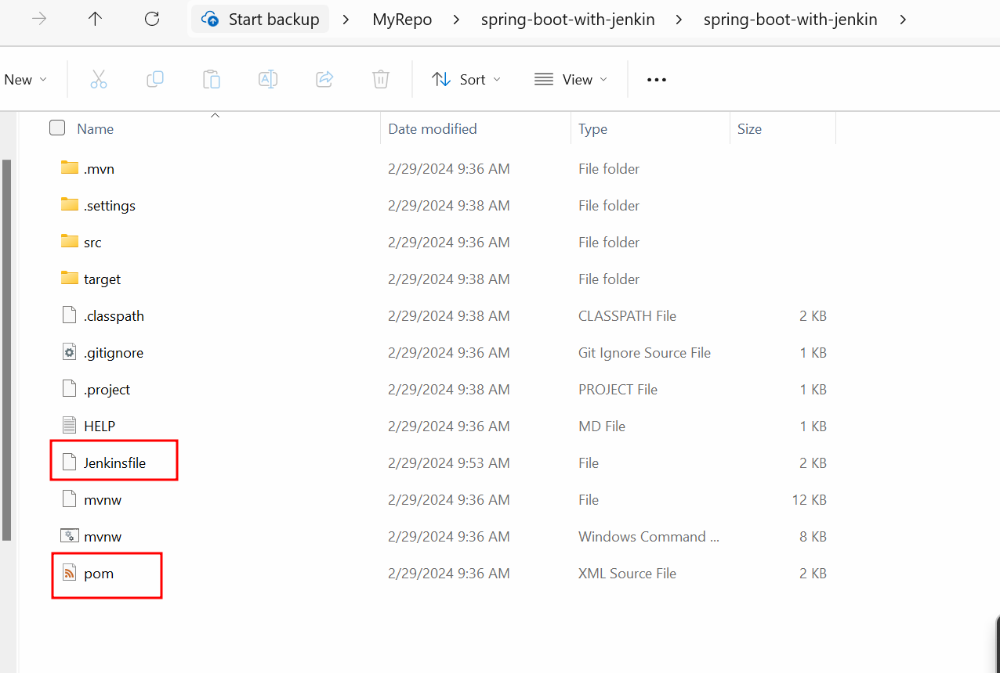 Start backup > MyRepo > spring-boot-with-jenkin > spring-boot-with-jenkin >
New Sort View
Name Date modified Type Size
.mvn 2/29/2024 9:36 AM File folder
.settings 2/29/2024 9:38 AM File folder
src 2/29/2024 9:36 AM File folder
target 2/29/2024 9:38 AM File folder
.classpath 2/29/2024 9:38 AM CLASSPATH File 2 KB
.gitignore 2/29/2024 9:36 AM Git Ignore Source File 1 KB
.project 2/29/2024 9:38 AM PROJECT File 1 KB
HELP 2/29/2024 9:36 AM MD File 1 KB
Jenkinsfile 2/29/2024 9:53 AM File 2 KB
mvnw 2/29/2024 9:36 AM File 12 KB
mvnw 2/29/2024 9:36 AM Windows Command ... 8 KB
pom 2/29/2024 9:36 AM XML Source File 2 KB